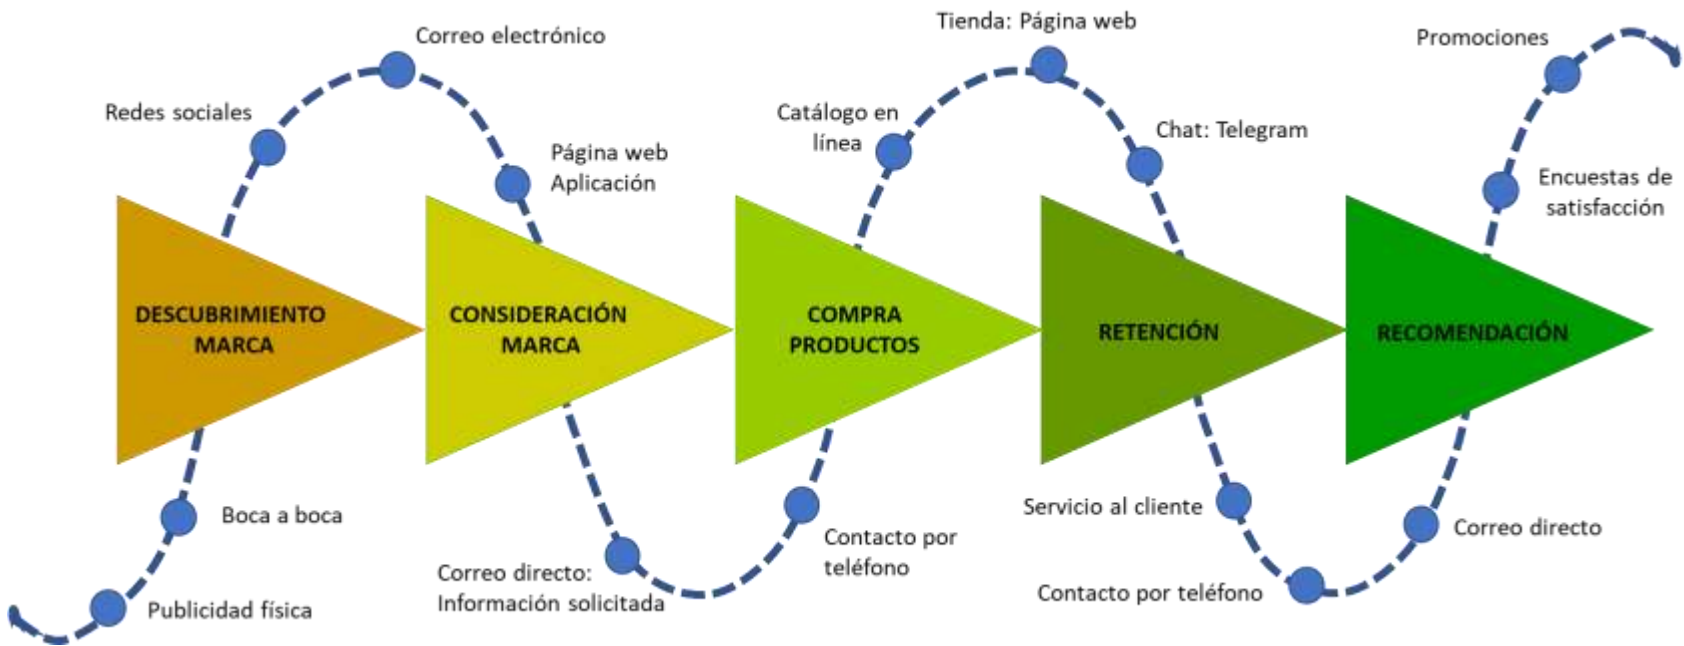 Tienda: Página web
Correo electrónico
Promociones
Redes sociales
Catálogo en
línea
Chat: Telegram
Página web
Aplicación
Encuestas de
satisfacción
DESCUBRIMIENTO
MARCA
CONSIDERACIÓN
MARCA
COMPRA
PRODUCTOS
RETENCIÓN
RECOMENDACIÓN
Boca a boca
Publicidad física
Correo directo:
Información solicitada
Contacto por
teléfono
Servicio al cliente
Contacto por teléfono
Correo directo